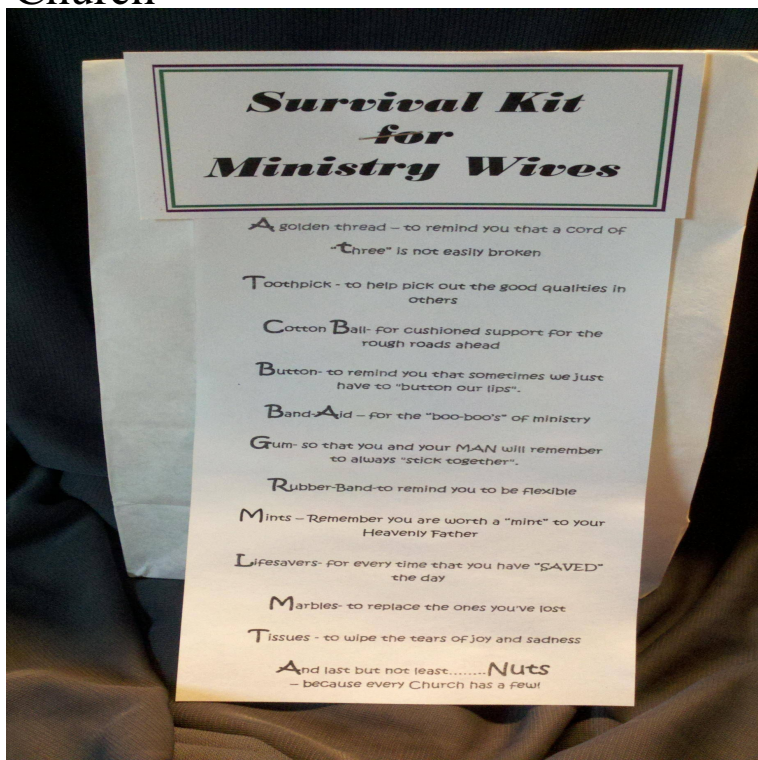 Church
Survival Kit
for
Ministry Wives
A golden thread – to remind you that a cord of
"three" is not easily broken
Toothpick - to help pick out the good qualities in
others
Cotton Ball- for cushioned support for the
rough roads ahead
Button- to remind you that sometimes we just
have to "button our lips".
Band-Aid – for the "boo-boo's" of ministry
Gum- so that you and your MAN will remember
to always "stick together".
Rubber-Band-to remind you to be flexible
Mints – Remember you are worth a "mint" to your
Heavenly Father
Lifesavers- for every time that you have "SAVED"
the day
Marbles- to replace the ones you've lost
Tissues - to wipe the tears of joy and sadness
And last but not least........Nuts
– because every Church has a few!